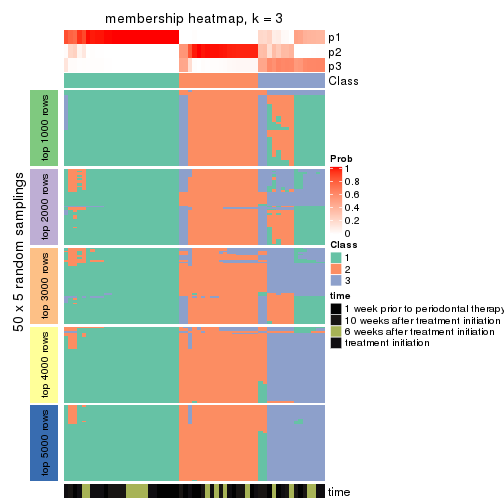 membership heatmap, k = 3
p1
p2
p3
Class
50 x 5 random samplings
top 1000 rows
top 2000 rows
top 3000 rows
top 4000 rows
top 5000 rows
time
Prob
1
0.8
0.6
0.4
0.2
0
Class
1
2
3
time
1 week prior to periodontal therapy
10 weeks after treatment initiation
6 weeks after treatment initiation
treatment initiation